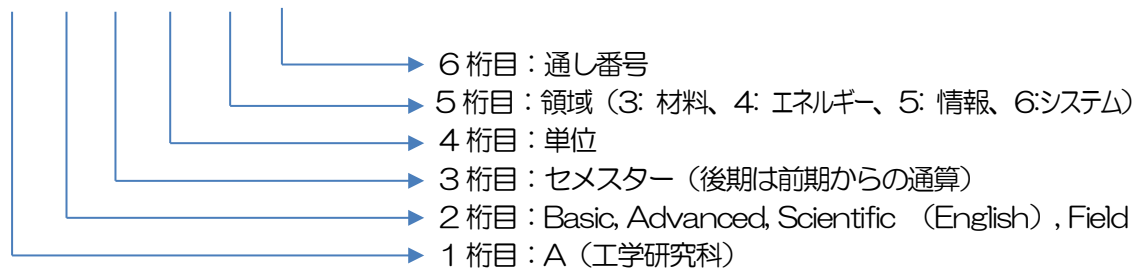 6桁目：通し番号
5桁目：領域（3: 材料、4: エネルギー、5: 情報、6:システム）
4桁目：単位
3桁目：セメスター（後期は前期からの通算）
2桁目：Basic, Advanced, Scientific （English）, Field
1桁目：A（工学研究科）